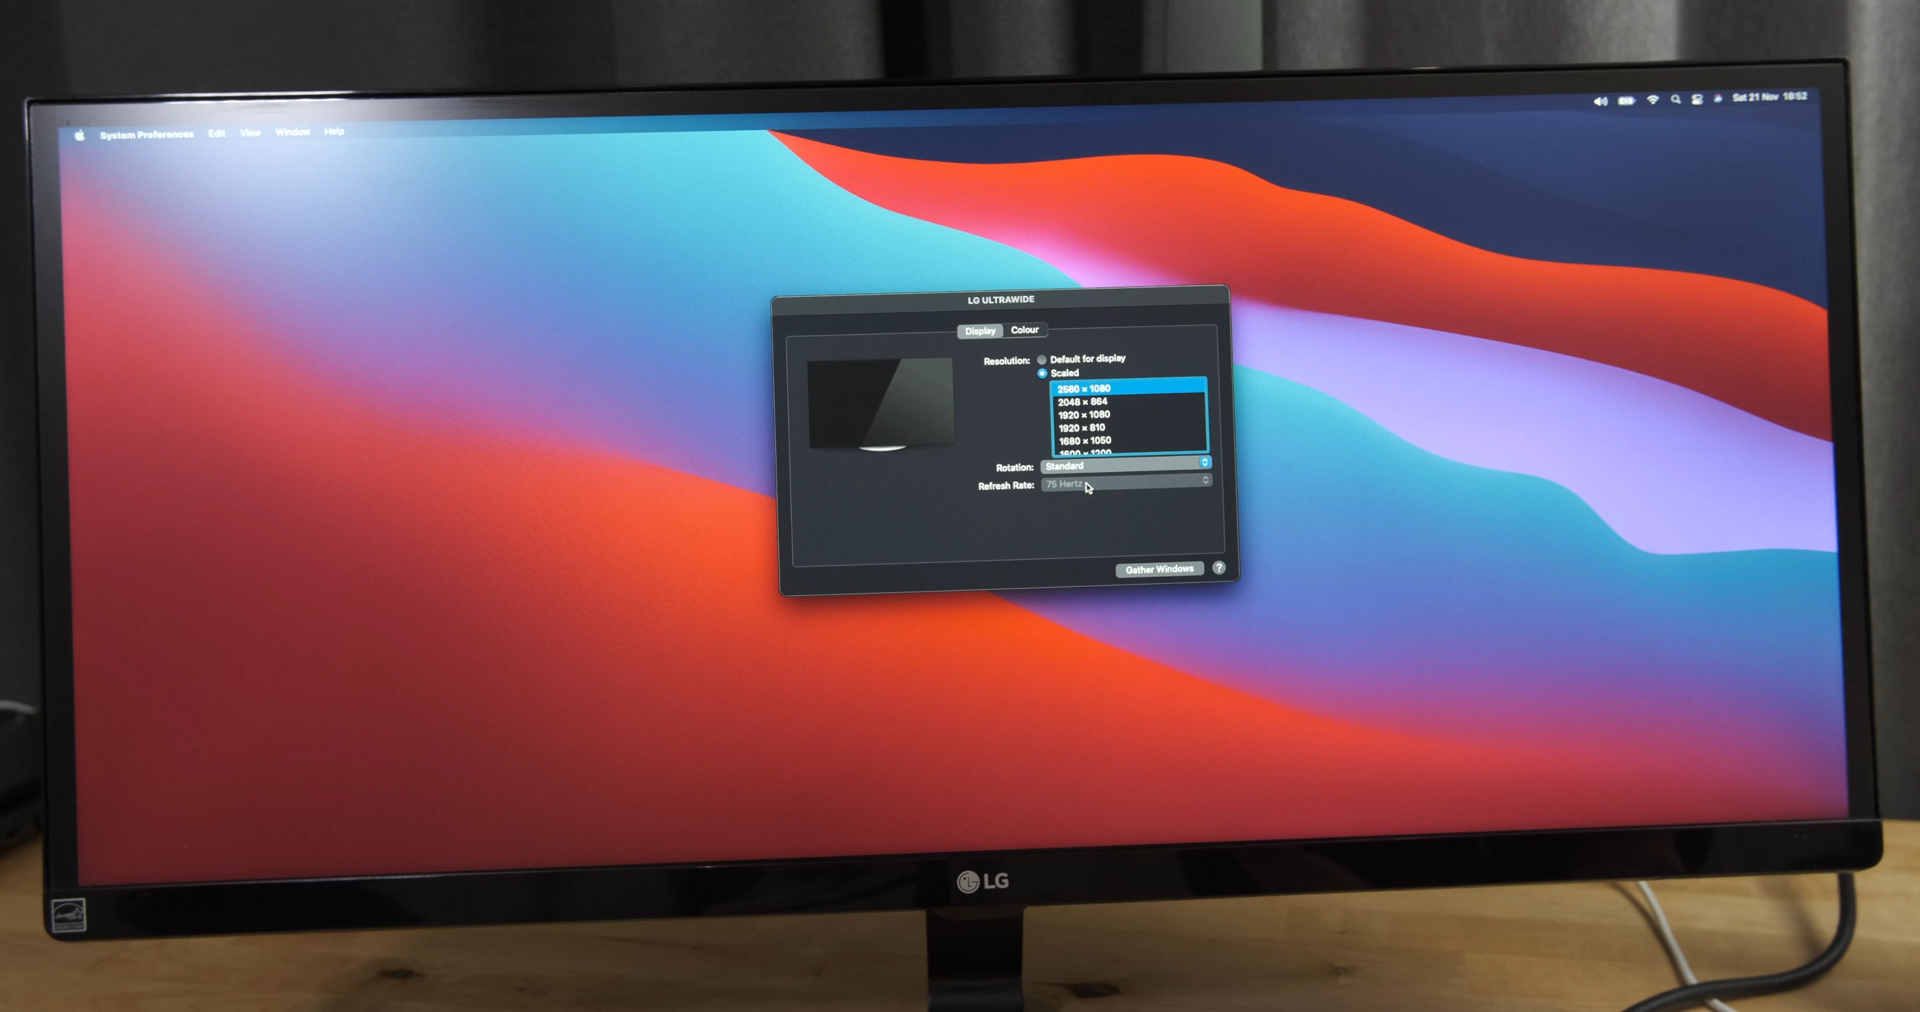 System Preferences Edit View Window Help
Sat 21 Nov 18:52
LG ULTRAWIDE
Display Colour
Resolution: Default for display
Scaled
2560 × 1080
2048 × 864
1920 × 1080
1920 × 810
1680 × 1050
1600 × 1200
Rotation: Standard
Refresh Rate: 75 Hertz
Gather Windows ?
LG